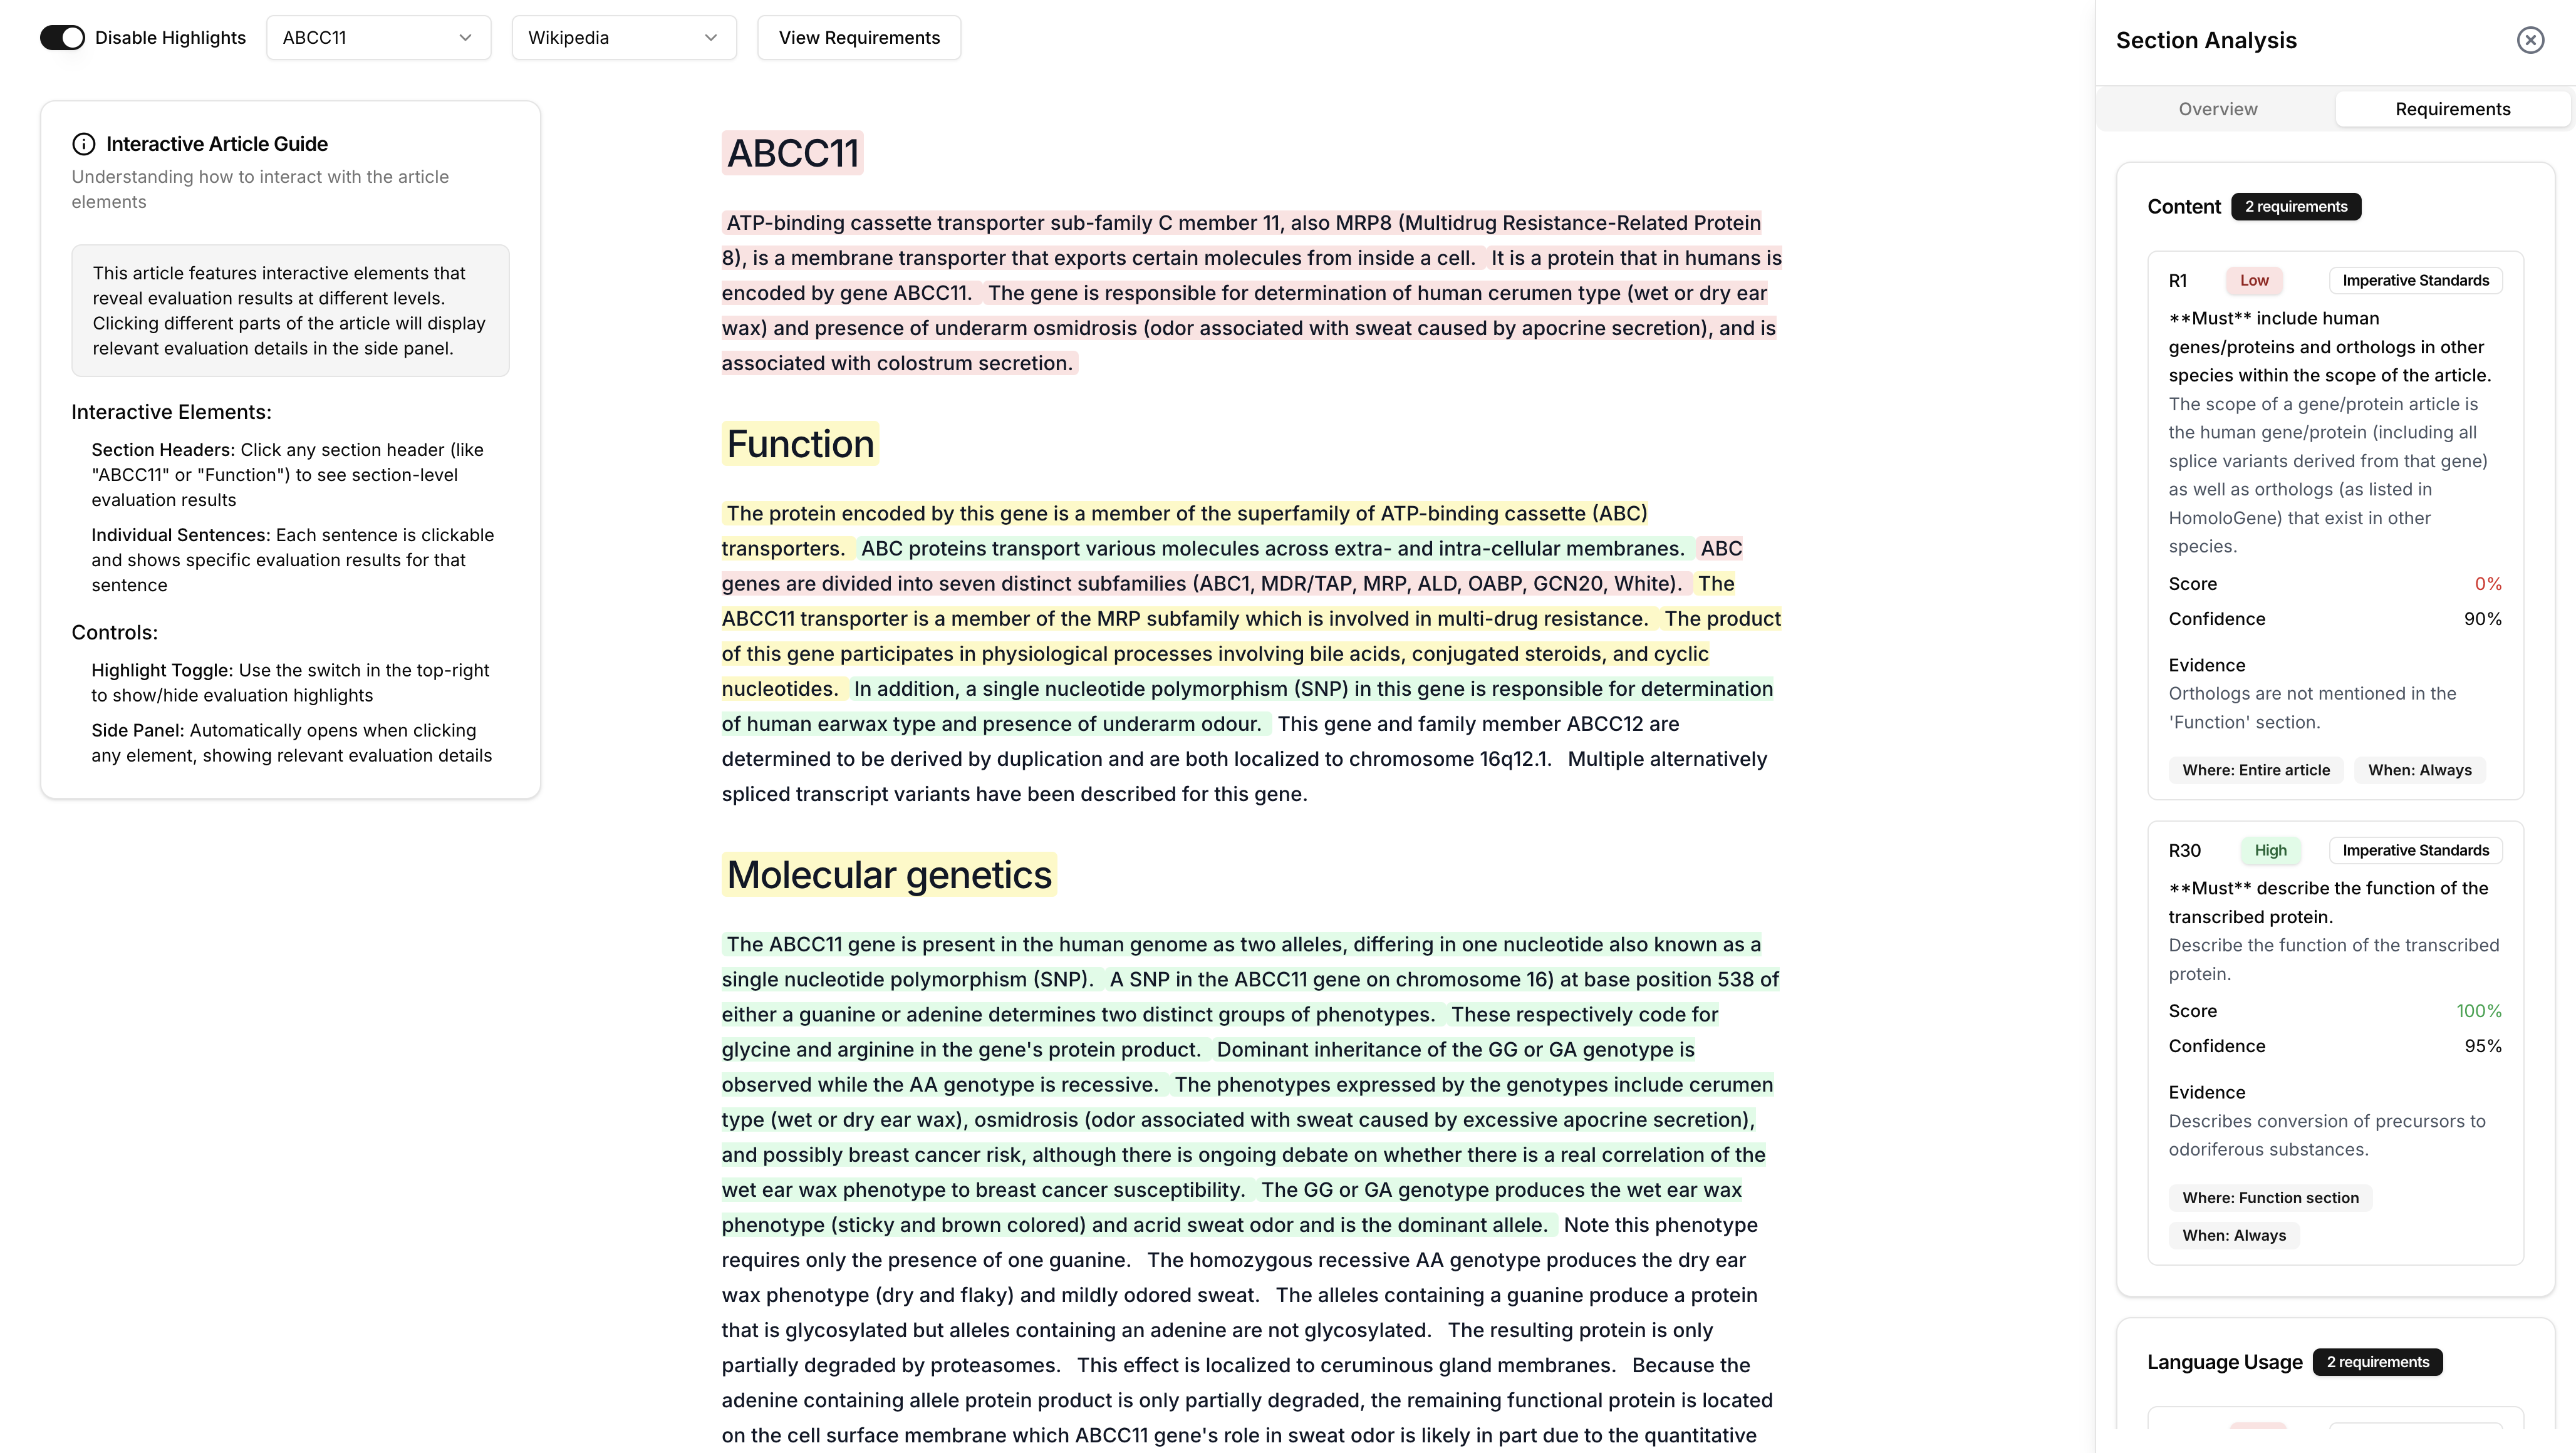 Disable Highlights
ABCC11
Wikipedia
View Requirements
Interactive Article Guide
Understanding how to interact with the article
elements
This article features interactive elements that
reveal evaluation results at different levels.
Clicking different parts of the article will display
relevant evaluation details in the side panel.
Interactive Elements:
Section Headers: Click any section header (like
"ABCC11" or "Function") to see section-level
evaluation results
Individual Sentences: Each sentence is clickable
and shows specific evaluation results for that
sentence
Controls:
Highlight Toggle: Use the switch in the top-right
to show/hide evaluation highlights
Side Panel: Automatically opens when clicking
any element, showing relevant evaluation details
ABCC11
ATP-binding cassette transporter sub-family C member 11, also MRP8 (Multidrug Resistance-Related Protein
8), is a membrane transporter that exports certain molecules from inside a cell. It is a protein that in humans is
encoded by gene ABCC11. The gene is responsible for determination of human cerumen type (wet or dry ear
wax) and presence of underarm osmidrosis (odor associated with sweat caused by apocrine secretion), and is
associated with colostrum secretion.
Function
The protein encoded by this gene is a member of the superfamily of ATP-binding cassette (ABC)
transporters. ABC proteins transport various molecules across extra- and intra-cellular membranes. ABC
genes are divided into seven distinct subfamilies (ABC1, MDR/TAP, MRP, ALD, OABP, GCN20, White). The
ABCC11 transporter is a member of the MRP subfamily which is involved in multi-drug resistance. The product
of this gene participates in physiological processes involving bile acids, conjugated steroids, and cyclic
nucleotides. In addition, a single nucleotide polymorphism (SNP) in this gene is responsible for determination
of human earwax type and presence of underarm odour. This gene and family member ABCC12 are
determined to be derived by duplication and are both localized to chromosome 16q12.1. Multiple alternatively
spliced transcript variants have been described for this gene.
Molecular genetics
The ABCC11 gene is present in the human genome as two alleles, differing in one nucleotide also known as a
single nucleotide polymorphism (SNP). A SNP in the ABCC11 gene on chromosome 16) at base position 538 of
either a guanine or adenine determines two distinct groups of phenotypes. These respectively code for
glycine and arginine in the gene's protein product. Dominant inheritance of the GG or GA genotype is
observed while the AA genotype is recessive. The phenotypes expressed by the genotypes include cerumen
type (wet or dry ear wax), osmidrosis (odor associated with sweat caused by excessive apocrine secretion),
and possibly breast cancer risk, although there is ongoing debate on whether there is a real correlation of the
wet ear wax phenotype to breast cancer susceptibility. The GG or GA genotype produces the wet ear wax
phenotype (sticky and brown colored) and acrid sweat odor and is the dominant allele. Note this phenotype
requires only the presence of one guanine. The homozygous recessive AA genotype produces the dry ear
wax phenotype (dry and flaky) and mildly odored sweat. The alleles containing a guanine produce a protein
that is glycosylated but alleles containing an adenine are not glycosylated. The resulting protein is only
partially degraded by proteasomes. This effect is localized to ceruminous gland membranes. Because the
adenine containing allele protein product is only partially degraded, the remaining functional protein is located
on the cell surface membrane which ABCC11 gene's role in sweat odor is likely in part due to the quantitative
Section Analysis
Overview
Requirements
Content 2 requirements
R1 Low Imperative Standards
**Must** include human
genes/proteins and orthologs in other
species within the scope of the article.
The scope of a gene/protein article is
the human gene/protein (including all
splice variants derived from that gene)
as well as orthologs (as listed in
HomoloGene) that exist in other
species.
Score 0%
Confidence 90%
Evidence
Orthologs are not mentioned in the
'Function' section.
Where: Entire article When: Always
R30 High Imperative Standards
**Must** describe the function of the
transcribed protein.
Describe the function of the transcribed
protein.
Score 100%
Confidence 95%
Evidence
Describes conversion of precursors to
odoriferous substances.
Where: Function section
When: Always
Language Usage 2 requirements